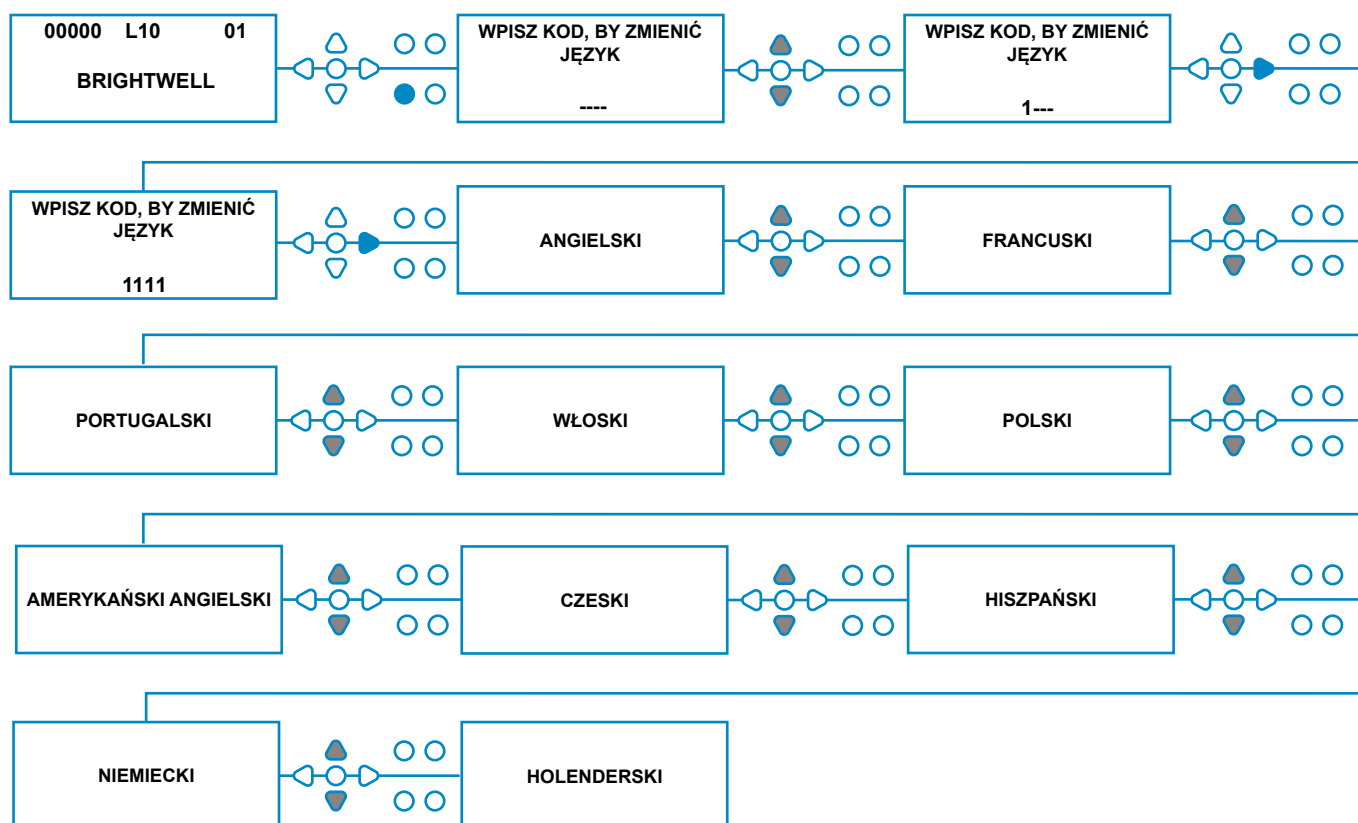 00000 L10 01
BRIGHTWELL
WPISZ KOD, BY ZMIENIĆ
JĘZYK
----
WPISZ KOD, BY ZMIENIĆ
JĘZYK
1---
WPISZ KOD, BY ZMIENIĆ
JĘZYK
1111
ANGIELSKI
FRANCUSKI
PORTUGALSKI
WŁOSKI
POLSKI
AMERYKAŃSKI ANGIELSKI
CZESKI
HISZPAŃSKI
NIEMIECKI
HOLENDERSKI